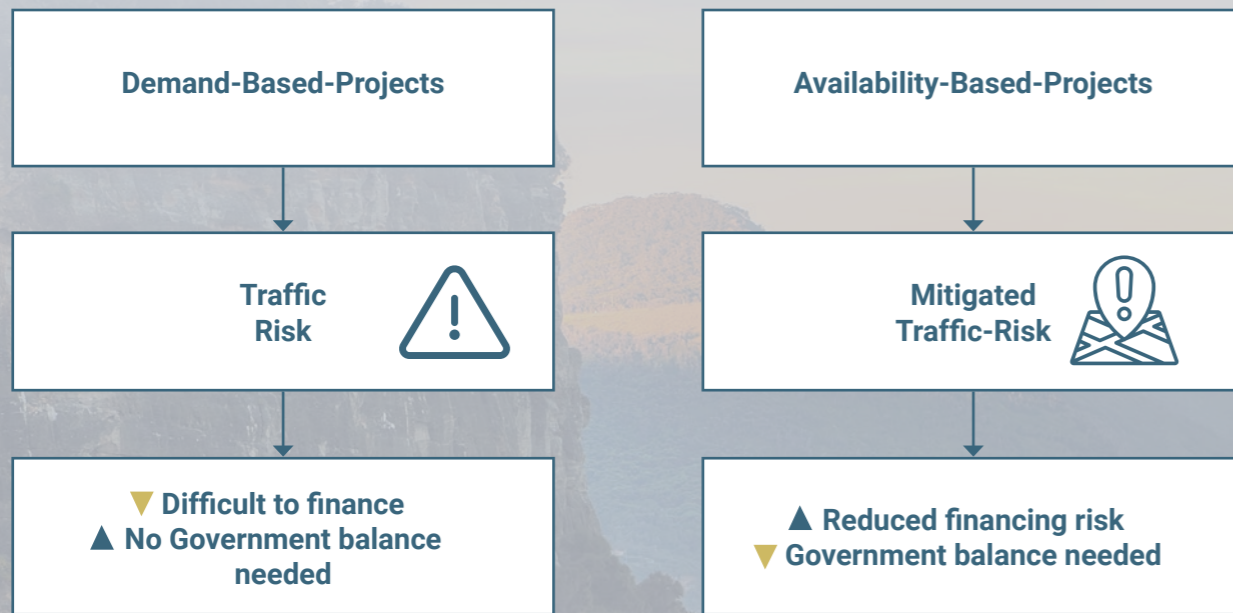 Demand-Based-Projects
Traffic
Risk
▼ Difficult to finance
▲ No Government balance
needed
Availability-Based-Projects
Mitigated
Traffic-Risk
▲ Reduced financing risk
▼ Government balance needed